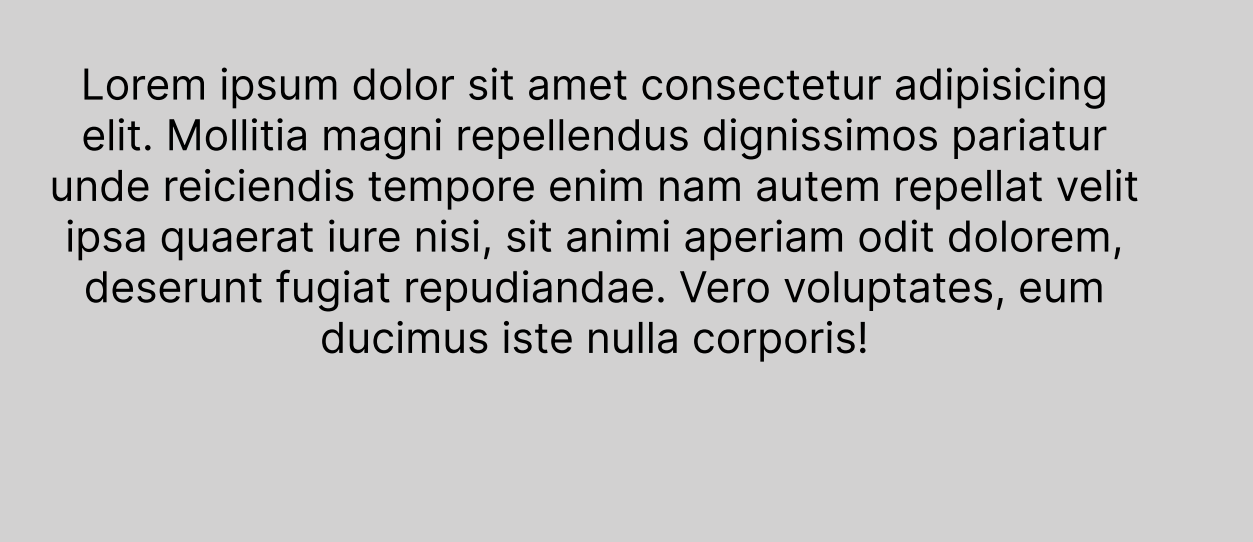 Lorem ipsum dolor sit amet consectetur adipisicing
elit. Mollitia magni repellendus dignissimos pariatur
unde reiciendis tempore enim nam autem repellat velit
ipsa quaerat iure nisi, sit animi aperiam odit dolorem,
deserunt fugiat repudiandae. Vero voluptates, eum
ducimus iste nulla corporis!